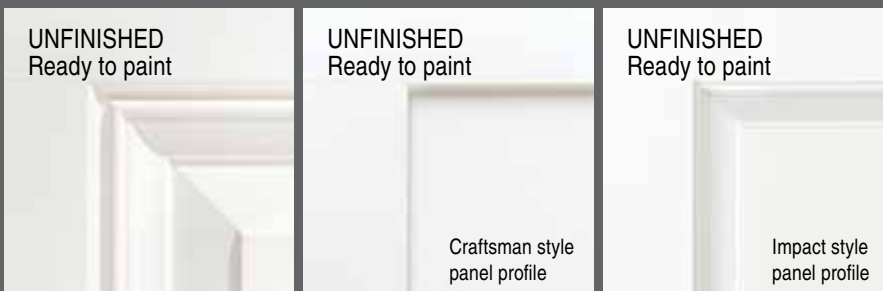 UNFINISHED
Ready to paint
UNFINISHED
Ready to paint
Craftsman style
panel profile
UNFINISHED
Ready to paint
Impact style
panel profile